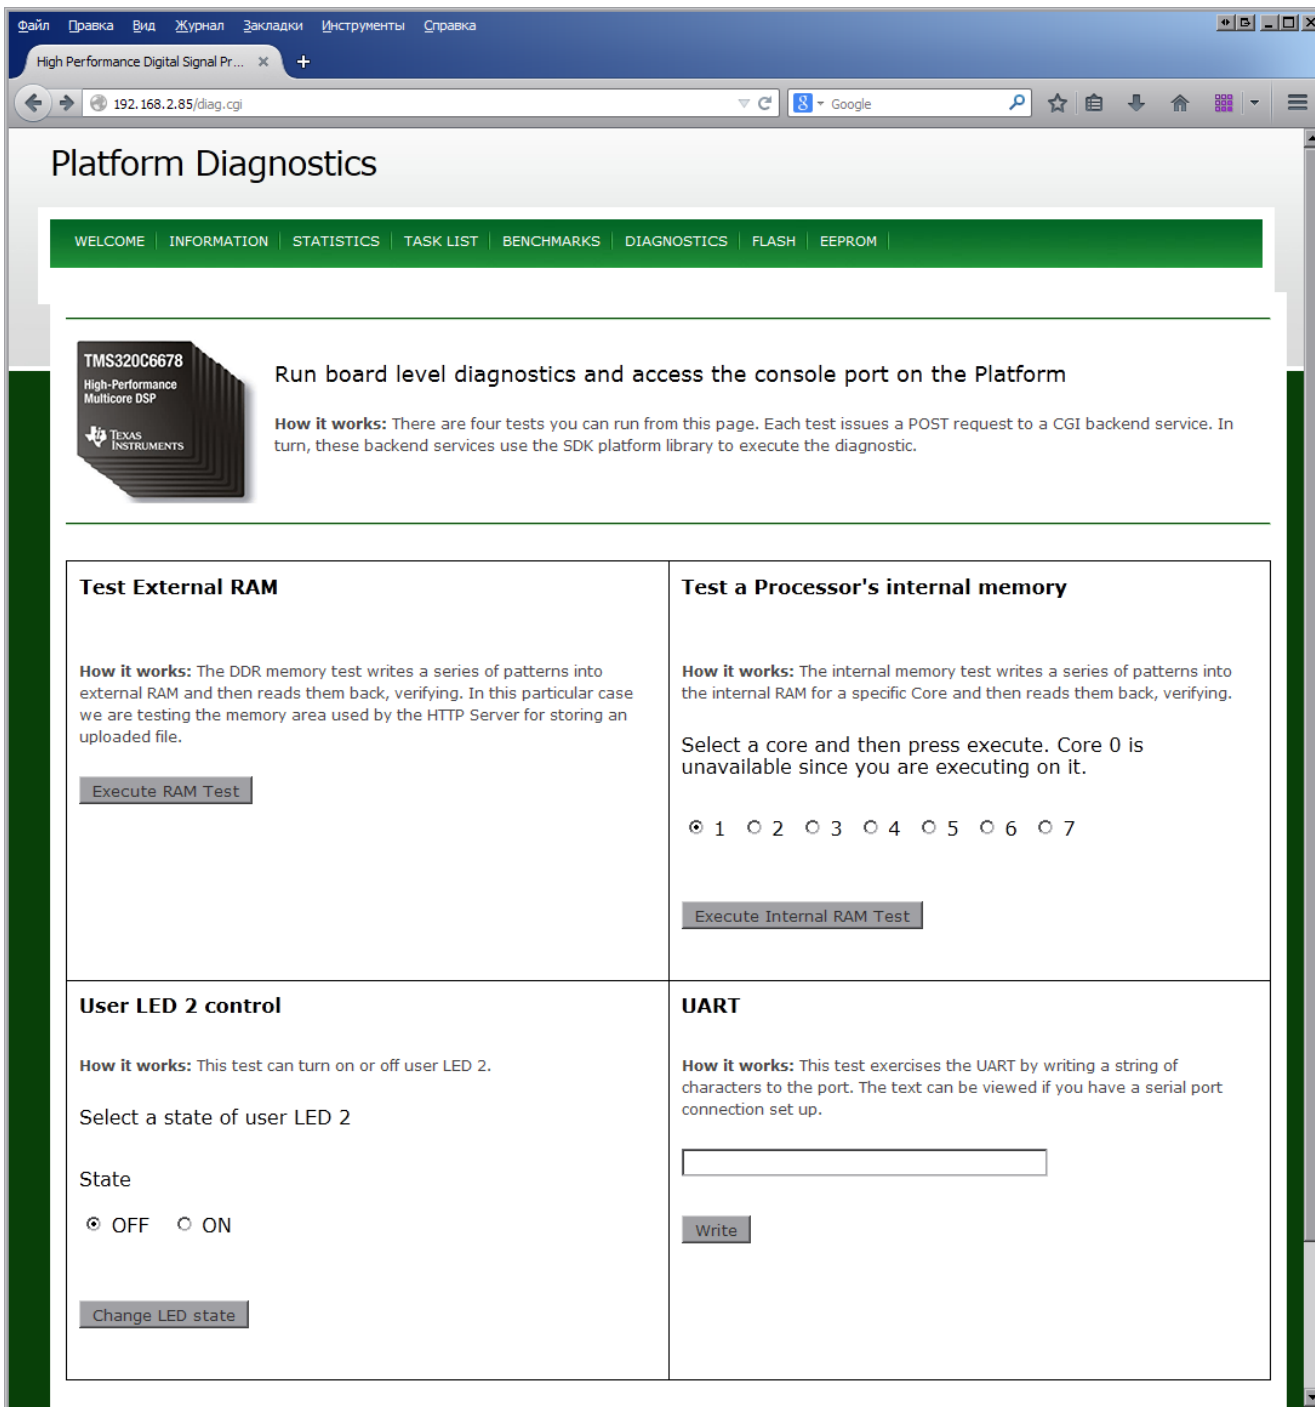 Файл Правка Вид Журнал Закладки Инструменты Справка
High Performance Digital Signal Pr...
192.168.2.85/diag.cgi
8 Google
Platform Diagnostics
WELCOME INFORMATION STATISTICS TASK LIST BENCHMARKS DIAGNOSTICS FLASH EEPROM
TMS320C6678
High-Performance
Multicore DSP
TEXAS
INSTRUMENTS
Run board level diagnostics and access the console port on the Platform
How it works: There are four tests you can run from this page. Each test issues a POST request to a CGI backend service. In
turn, these backend services use the SDK platform library to execute the diagnostic.
Test External RAM
How it works: The DDR memory test writes a series of patterns into
external RAM and then reads them back, verifying. In this particular case
we are testing the memory area used by the HTTP Server for storing an
uploaded file.
Execute RAM Test
Test a Processor's internal memory
How it works: The internal memory test writes a series of patterns into
the internal RAM for a specific Core and then reads them back, verifying.
Select a core and then press execute. Core 0 is
unavailable since you are executing on it.
1 2 3 4 5 6 7
Execute Internal RAM Test
User LED 2 control
How it works: This test can turn on or off user LED 2.
Select a state of user LED 2
State
OFF ON
Change LED state
UART
How it works: This test exercises the UART by writing a string of
characters to the port. The text can be viewed if you have a serial port
connection set up.
Write